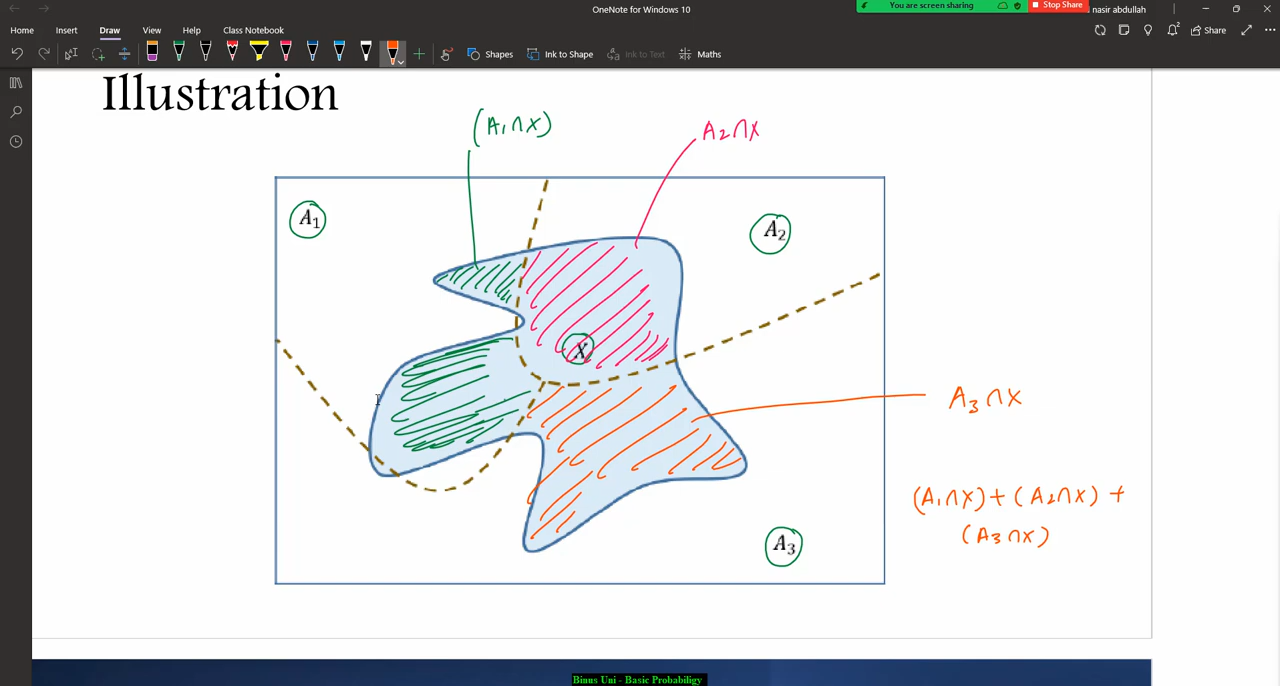 OneNote for Windows 10
You are screen sharing
Stop Share
nasir abdullah
Home Insert Draw View Help Class Notebook
Share
Shapes
Ink to Shape
Ink to Text
Maths
Illustration
(A1∩X)
A2∩X
A1
A2
X
A3∩X
(A1∩X)+(A2∩X)+
(A3∩X)
A3
Binus Uni - Basic Probabiligy